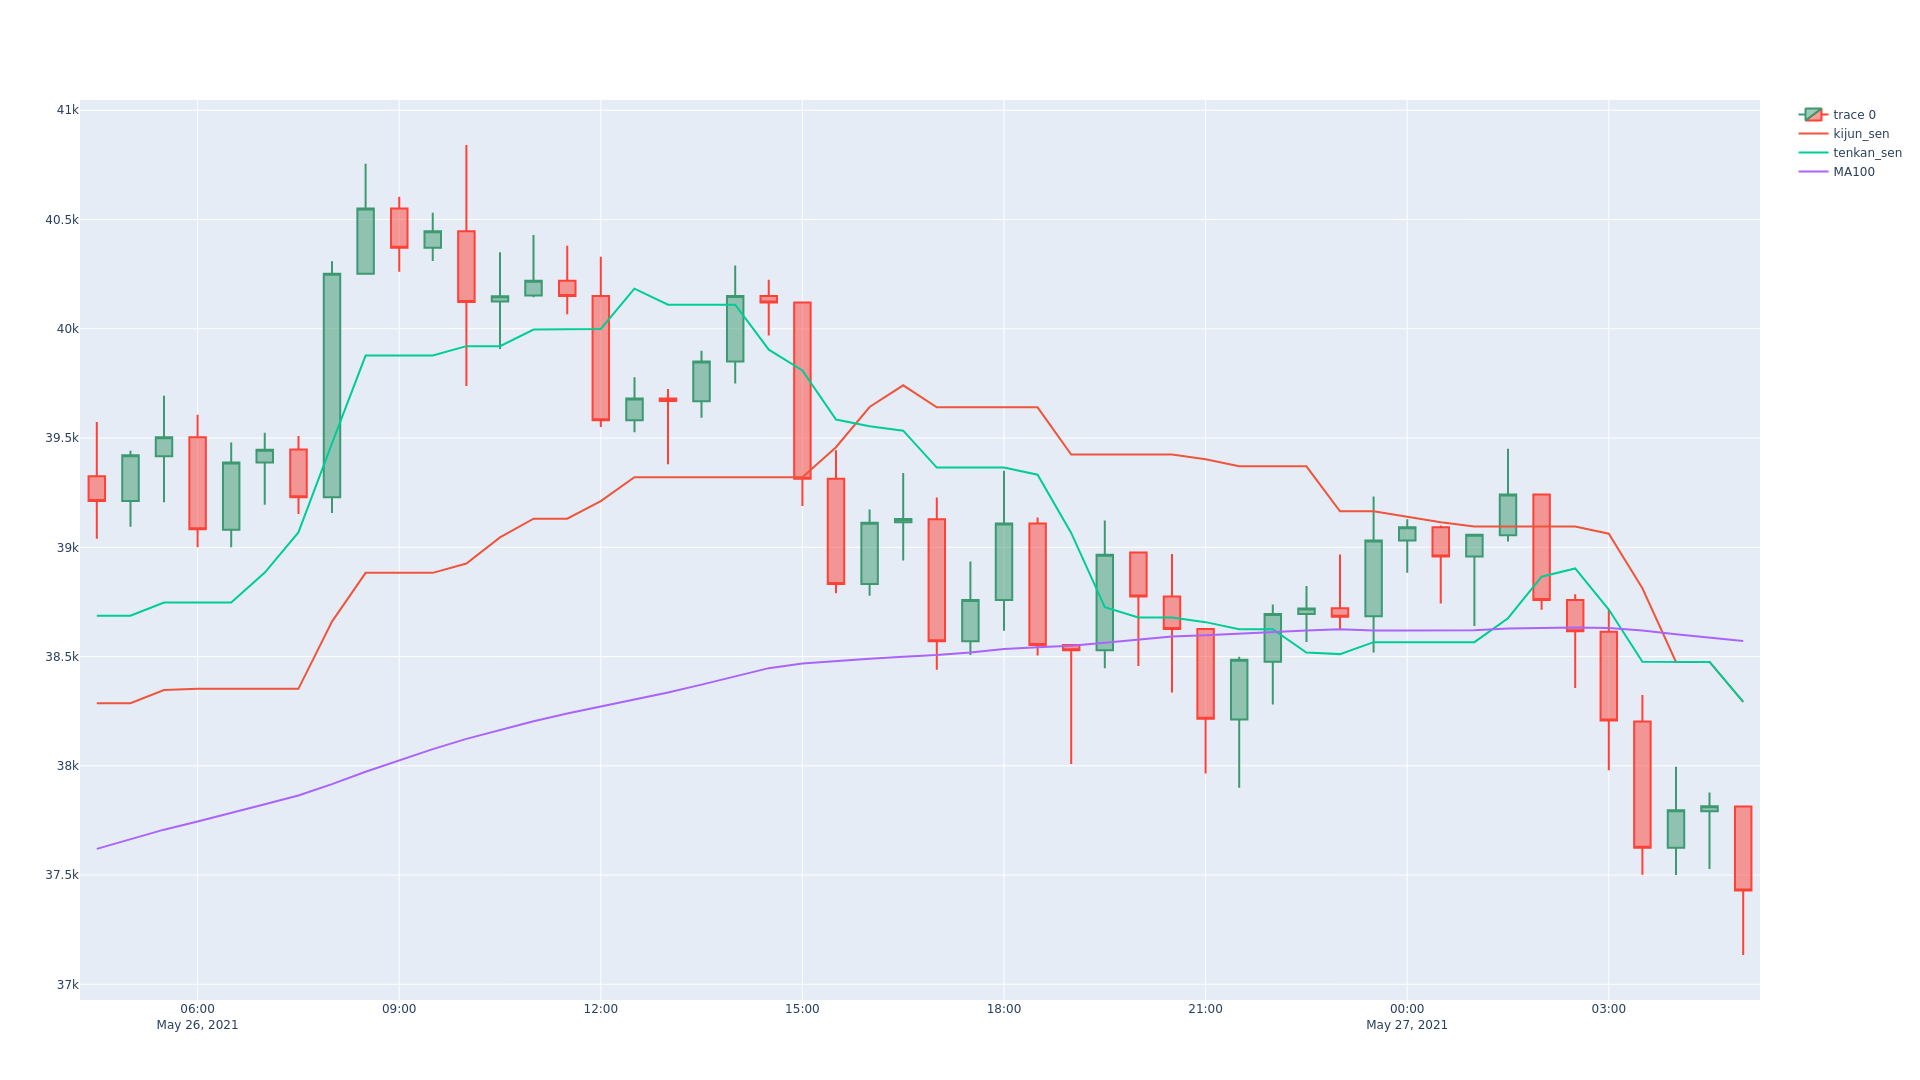 41k
40.5k
40k
39.5k
39k
38.5k
38k
37.5k
37k
06:00
May 26, 2021
09:00
12:00
15:00
18:00
21:00
00:00
May 27, 2021
03:00
trace 0
kijun_sen
tenkan_sen
MA100